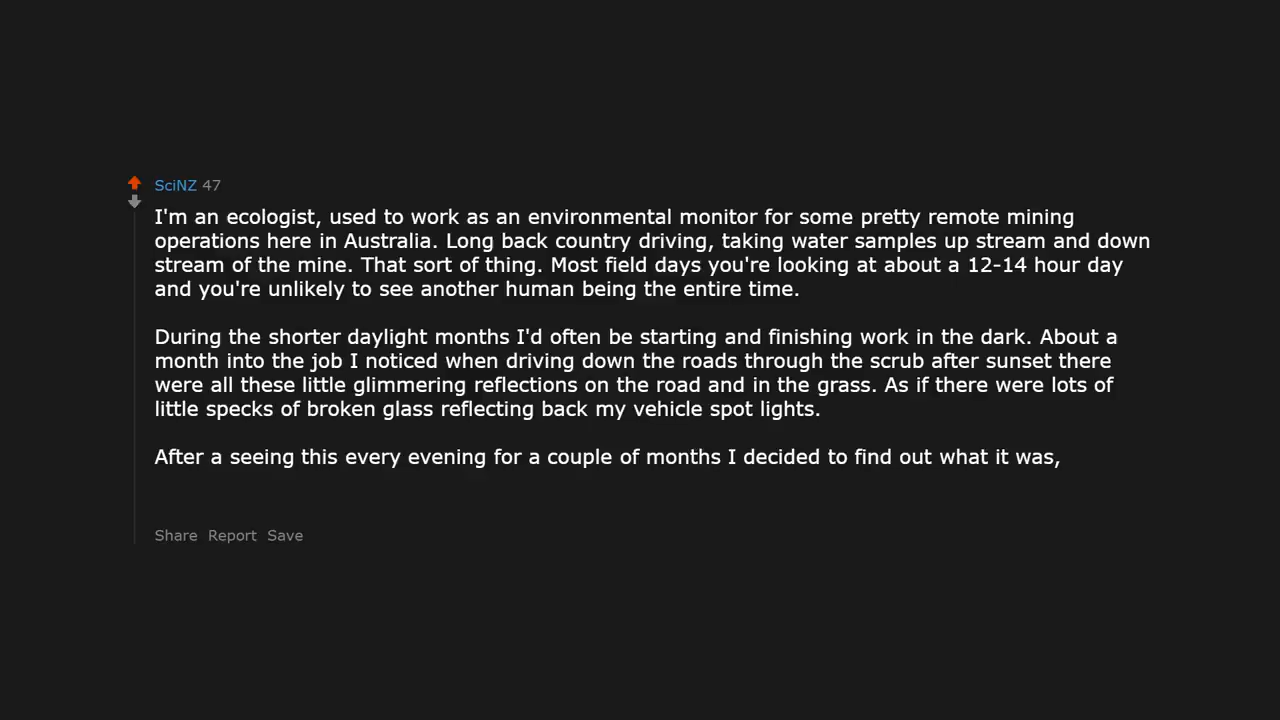 SciNZ 47
I'm an ecologist, used to work as an environmental monitor for some pretty remote mining
operations here in Australia. Long back country driving, taking water samples up stream and down
stream of the mine. That sort of thing. Most field days you're looking at about a 12-14 hour day
and you're unlikely to see another human being the entire time.
During the shorter daylight months I'd often be starting and finishing work in the dark. About a
month into the job I noticed when driving down the roads through the scrub after sunset there
were all these little glimmering reflections on the road and in the grass. As if there were lots of
little specks of broken glass reflecting back my vehicle spot lights.
After a seeing this every evening for a couple of months I decided to find out what it was,
Share Report Save